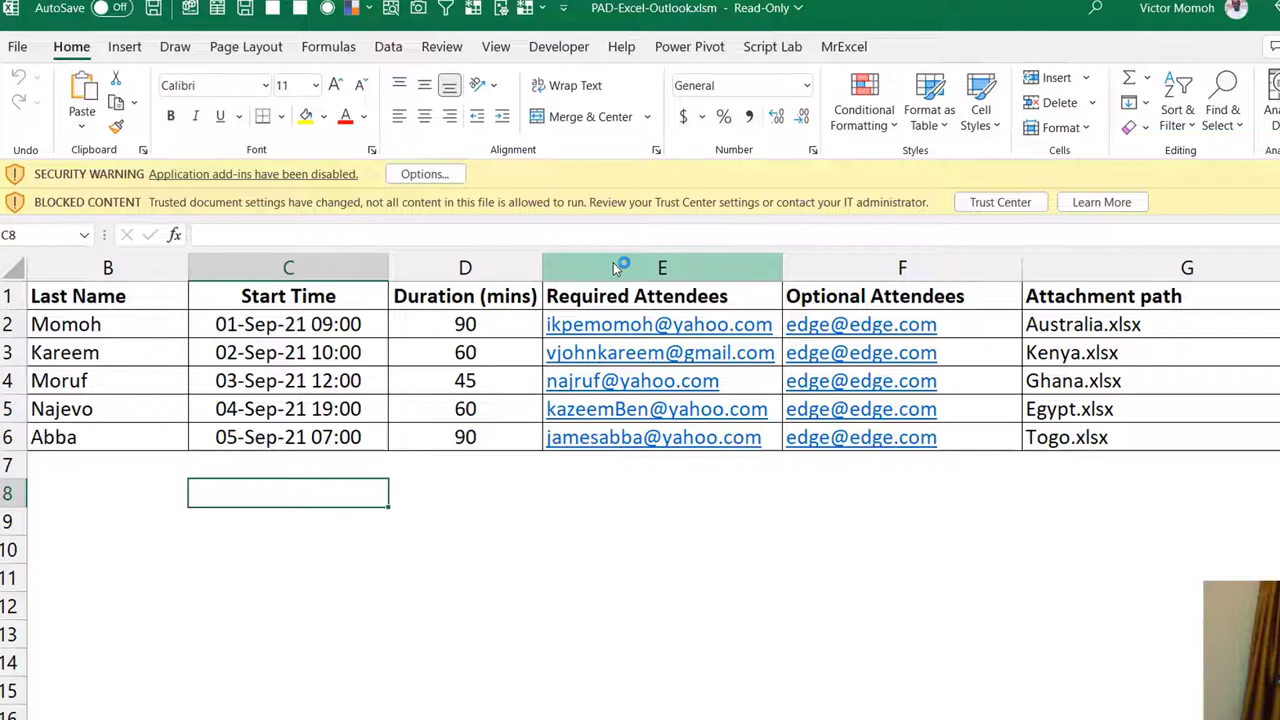 AutoSave Off PAD-Excel-Outlook.xlsm - Read-Only Victor Momoh
File Home Insert Draw Page Layout Formulas Data Review View Developer Help Power Pivot Script Lab MrExcel
Calibri 11 Wrap Text General Insert
Paste B I U Merge & Center $ % Conditional Formatting Format as Table Cell Styles Delete Format Sort & Filter Find & Select
Undo Clipboard Font Alignment Number Styles Cells Editing
SECURITY WARNING Application add-ins have been disabled. Options...
BLOCKED CONTENT Trusted document settings have changed, not all content in this file is allowed to run. Review your Trust Center settings or contact your IT administrator. Trust Center Learn More
C8 fx
B C D E F G
1 Last Name Start Time Duration (mins) Required Attendees Optional Attendees Attachment path
2 Momoh 01-Sep-21 09:00 90 ikpemomoh@yahoo.com edge@edge.com Australia.xlsx
3 Kareem 02-Sep-21 10:00 60 vjohnkareem@gmail.com edge@edge.com Kenya.xlsx
4 Moruf 03-Sep-21 12:00 45 najruf@yahoo.com edge@edge.com Ghana.xlsx
5 Najevo 04-Sep-21 19:00 60 kazeemBen@yahoo.com edge@edge.com Egypt.xlsx
6 Abba 05-Sep-21 07:00 90 jamesabba@yahoo.com edge@edge.com Togo.xlsx
7
8
9
10
11
12
13
14
15
16